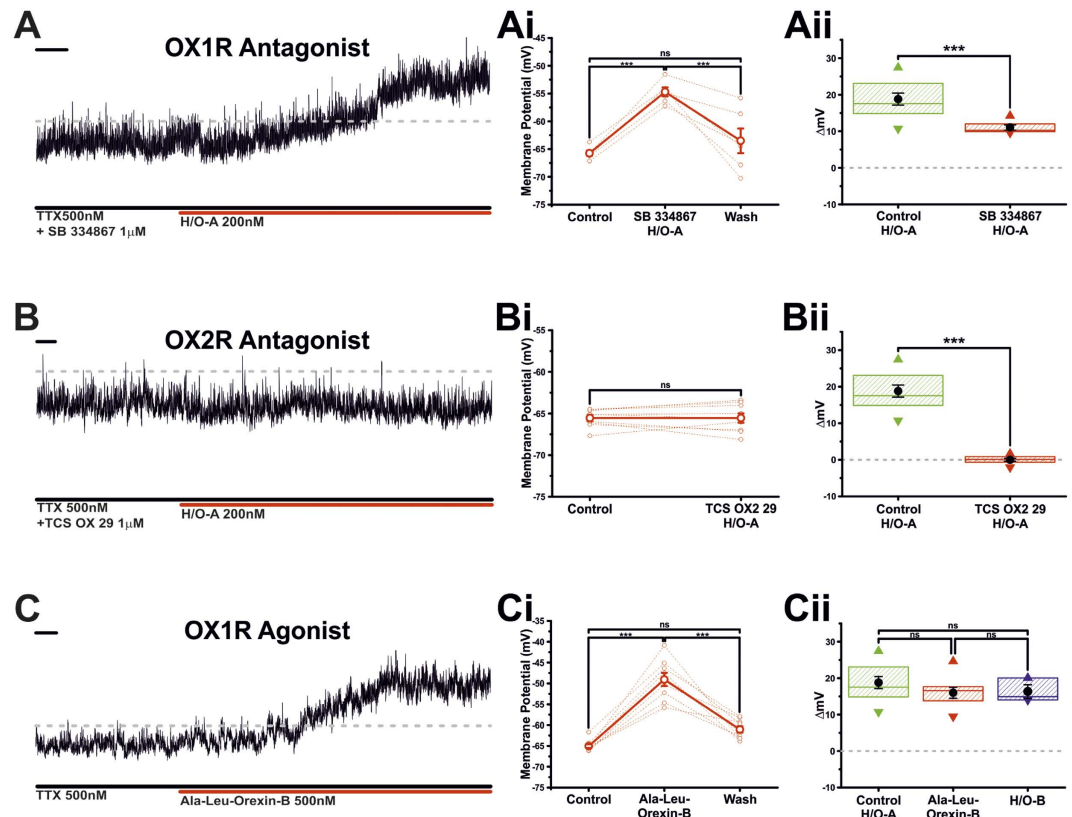 A
OX1R Antagonist
TTX500nM
+ SB 334867 1μM
H/O-A 200nM
Ai
Membrane Potential (mV)
-45
-50
-55
-60
-65
-70
-75
ns
***
***
Control
SB 334867
H/O-A
Wash
Aii
ΔmV
30
20
10
0
-10
***
Control
H/O-A
SB 334867
H/O-A
B
OX2R Antagonist
TTX 500nM
+TCS OX 29 1μM
H/O-A 200nM
Bi
Membrane Potential (mV)
-55
-60
-65
-70
-75
ns
Control
TCS OX2 29
H/O-A
Bii
ΔmV
30
20
10
0
-10
***
Control
H/O-A
TCS OX2 29
H/O-A
C
OX1R Agonist
TTX 500nM
Ala-Leu-Orexin-B 500nM
Ci
Membrane Potential (mV)
-35
-40
-45
-50
-55
-60
-65
-70
-75
ns
***
***
Control
Ala-Leu-
Orexin-B
Wash
Cii
ΔmV
30
20
10
0
-10
ns
ns
ns
Control
H/O-A
Ala-Leu-
Orexin-B
H/O-B